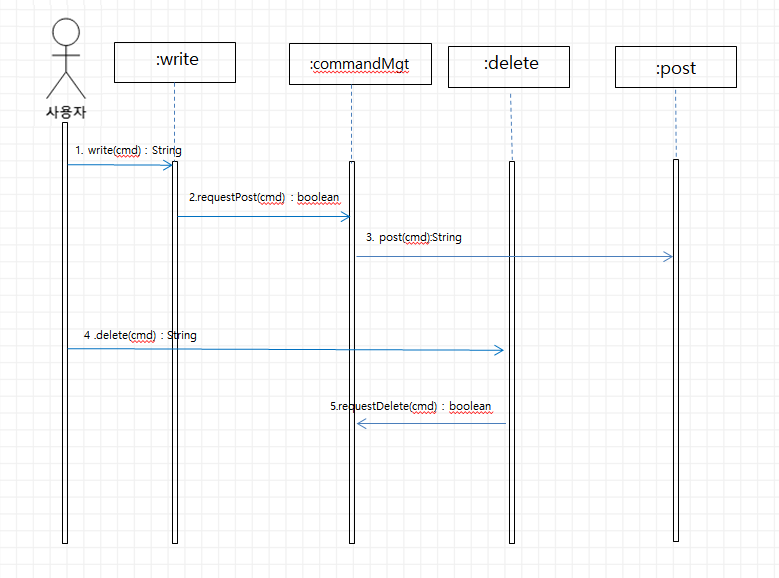 :write
:commandMgt
:delete
:post
사용자
1. write(cmd) : String
2.requestPost(cmd) : boolean
3. post(cmd):String
4 .delete(cmd) : String
5.requestDelete(cmd) : boolean